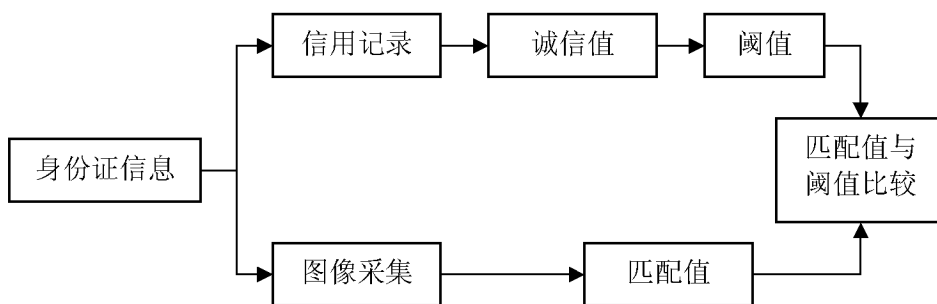 信用记录
诚信值
阈值
身份证信息
匹配值与
阈值比较
图像采集
匹配值